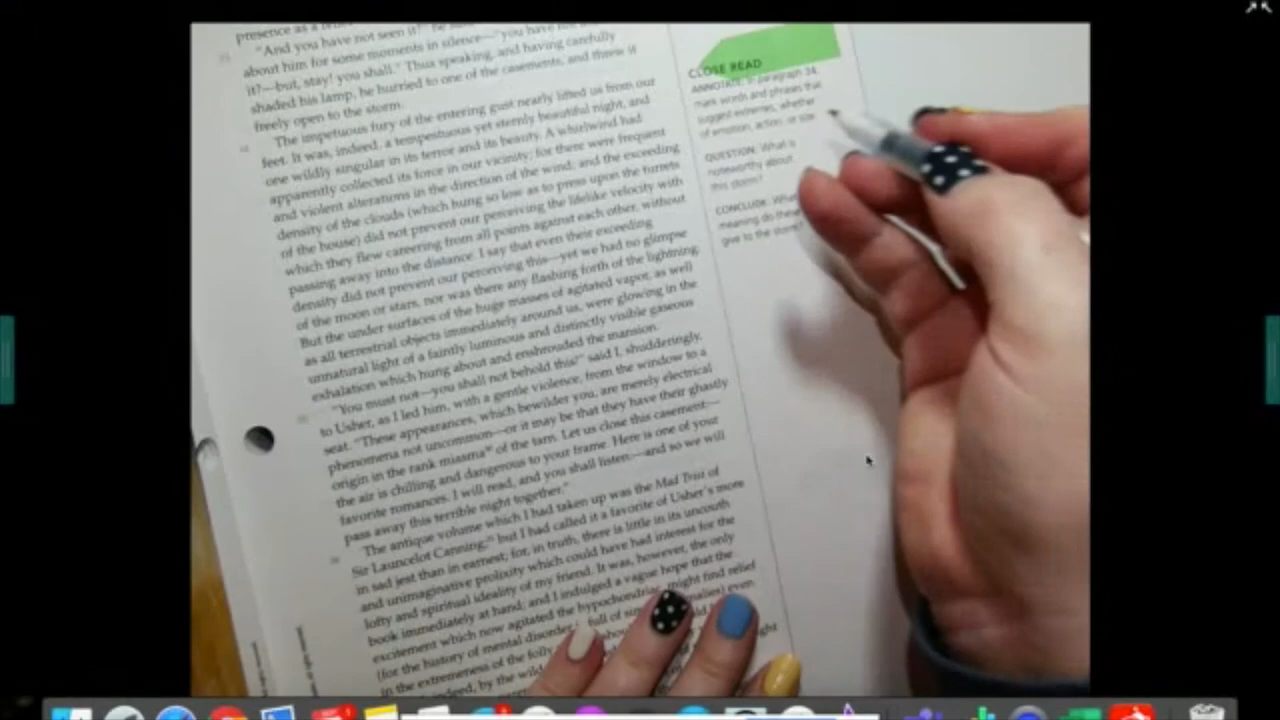 presence as a
"And you have not seen it?"
about him for some moments in silence—"you have not
it?—but, stay! you shall." Thus speaking, and having carefully
shaded his lamp, he hurried to one of the casements, and threw it
freely open to the storm.
The impetuous fury of the entering gust nearly lifted us from our
feet. It was, indeed, a tempestuous yet sternly beautiful night, and
one wildly singular in its terror and its beauty. A whirlwind had
apparently collected its force in our vicinity; for there were frequent
and violent alterations in the direction of the wind; and the exceeding
density of the clouds (which hung so low as to press upon the turrets
of the house) did not prevent our perceiving the lifelike velocity with
which they flew careering from all points against each other, without
passing away into the distance. I say that even their exceeding
density did not prevent our perceiving this—yet we had no glimpse
of the moon or stars, nor was there any flashing forth of the lightning.
But the under surfaces of the huge masses of agitated vapor, as well
as all terrestrial objects immediately around us, were glowing in the
unnatural light of a faintly luminous and distinctly visible gaseous
exhalation which hung about and enshrouded the mansion.
"You must not—you shall not behold this!" said I, shudderingly,
to Usher, as I led him, with a gentle violence, from the window to a
seat. "These appearances, which bewilder you, are merely electrical
phenomena not uncommon—or it may be that they have their ghastly
origin in the rank miasma of the tarn. Let us close this casement;—
the air is chilling and dangerous to your frame. Here is one of your
favorite romances. I will read, and you shall listen;—and so we will
pass away this terrible night together."
The antique volume which I had taken up was the Mad Trist of
Sir Launcelot Canning; but I had called it a favorite of Usher's more
in sad jest than in earnest; for, in truth, there is little in its uncouth
and unimaginative prolixity which could have had interest for the
lofty and spiritual ideality of my friend. It was, however, the only
book immediately at hand; and I indulged a vague hope that the
excitement which now agitated the hypochondriac, might find relief
(for the history of mental disorder is full of anomalies) even
in the extremeness of the folly
indeed, by the wild
CLOSE READ
ANNOTATE: In paragraph 34,
mark words and phrases that
suggest extremes, whether
of emotion, action, or size.
QUESTION: What is
noteworthy about
this storm?
CONCLUDE: What
meaning do these
give to the storm?